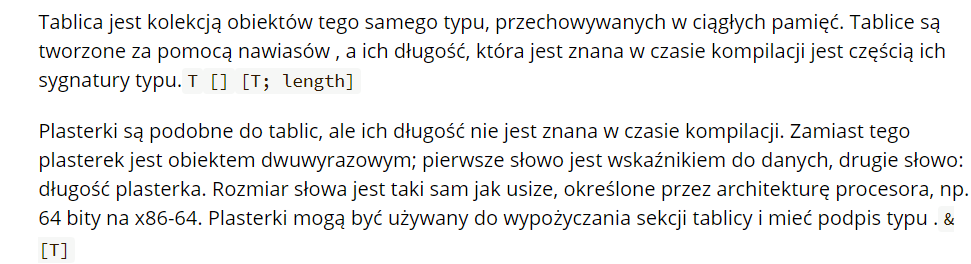 Tablica jest kolekcją obiektów tego samego typu, przechowywanych w ciągłych pamięć. Tablice są
tworzone za pomocą nawiasów , a ich długość, która jest znana w czasie kompilacji jest częścią ich
sygnatury typu. T [] [T; length]
Plasterki są podobne do tablic, ale ich długość nie jest znana w czasie kompilacji. Zamiast tego
plasterek jest obiektem dwuwyrazowym; pierwsze słowo jest wskaźnikiem do danych, drugie słowo:
długość plasterka. Rozmiar słowa jest taki sam jak usize, określone przez architekturę procesora, np.
64 bity na x86-64. Plasterki mogą być używany do wypożyczania sekcji tablicy i mieć podpis typu . &
[T]